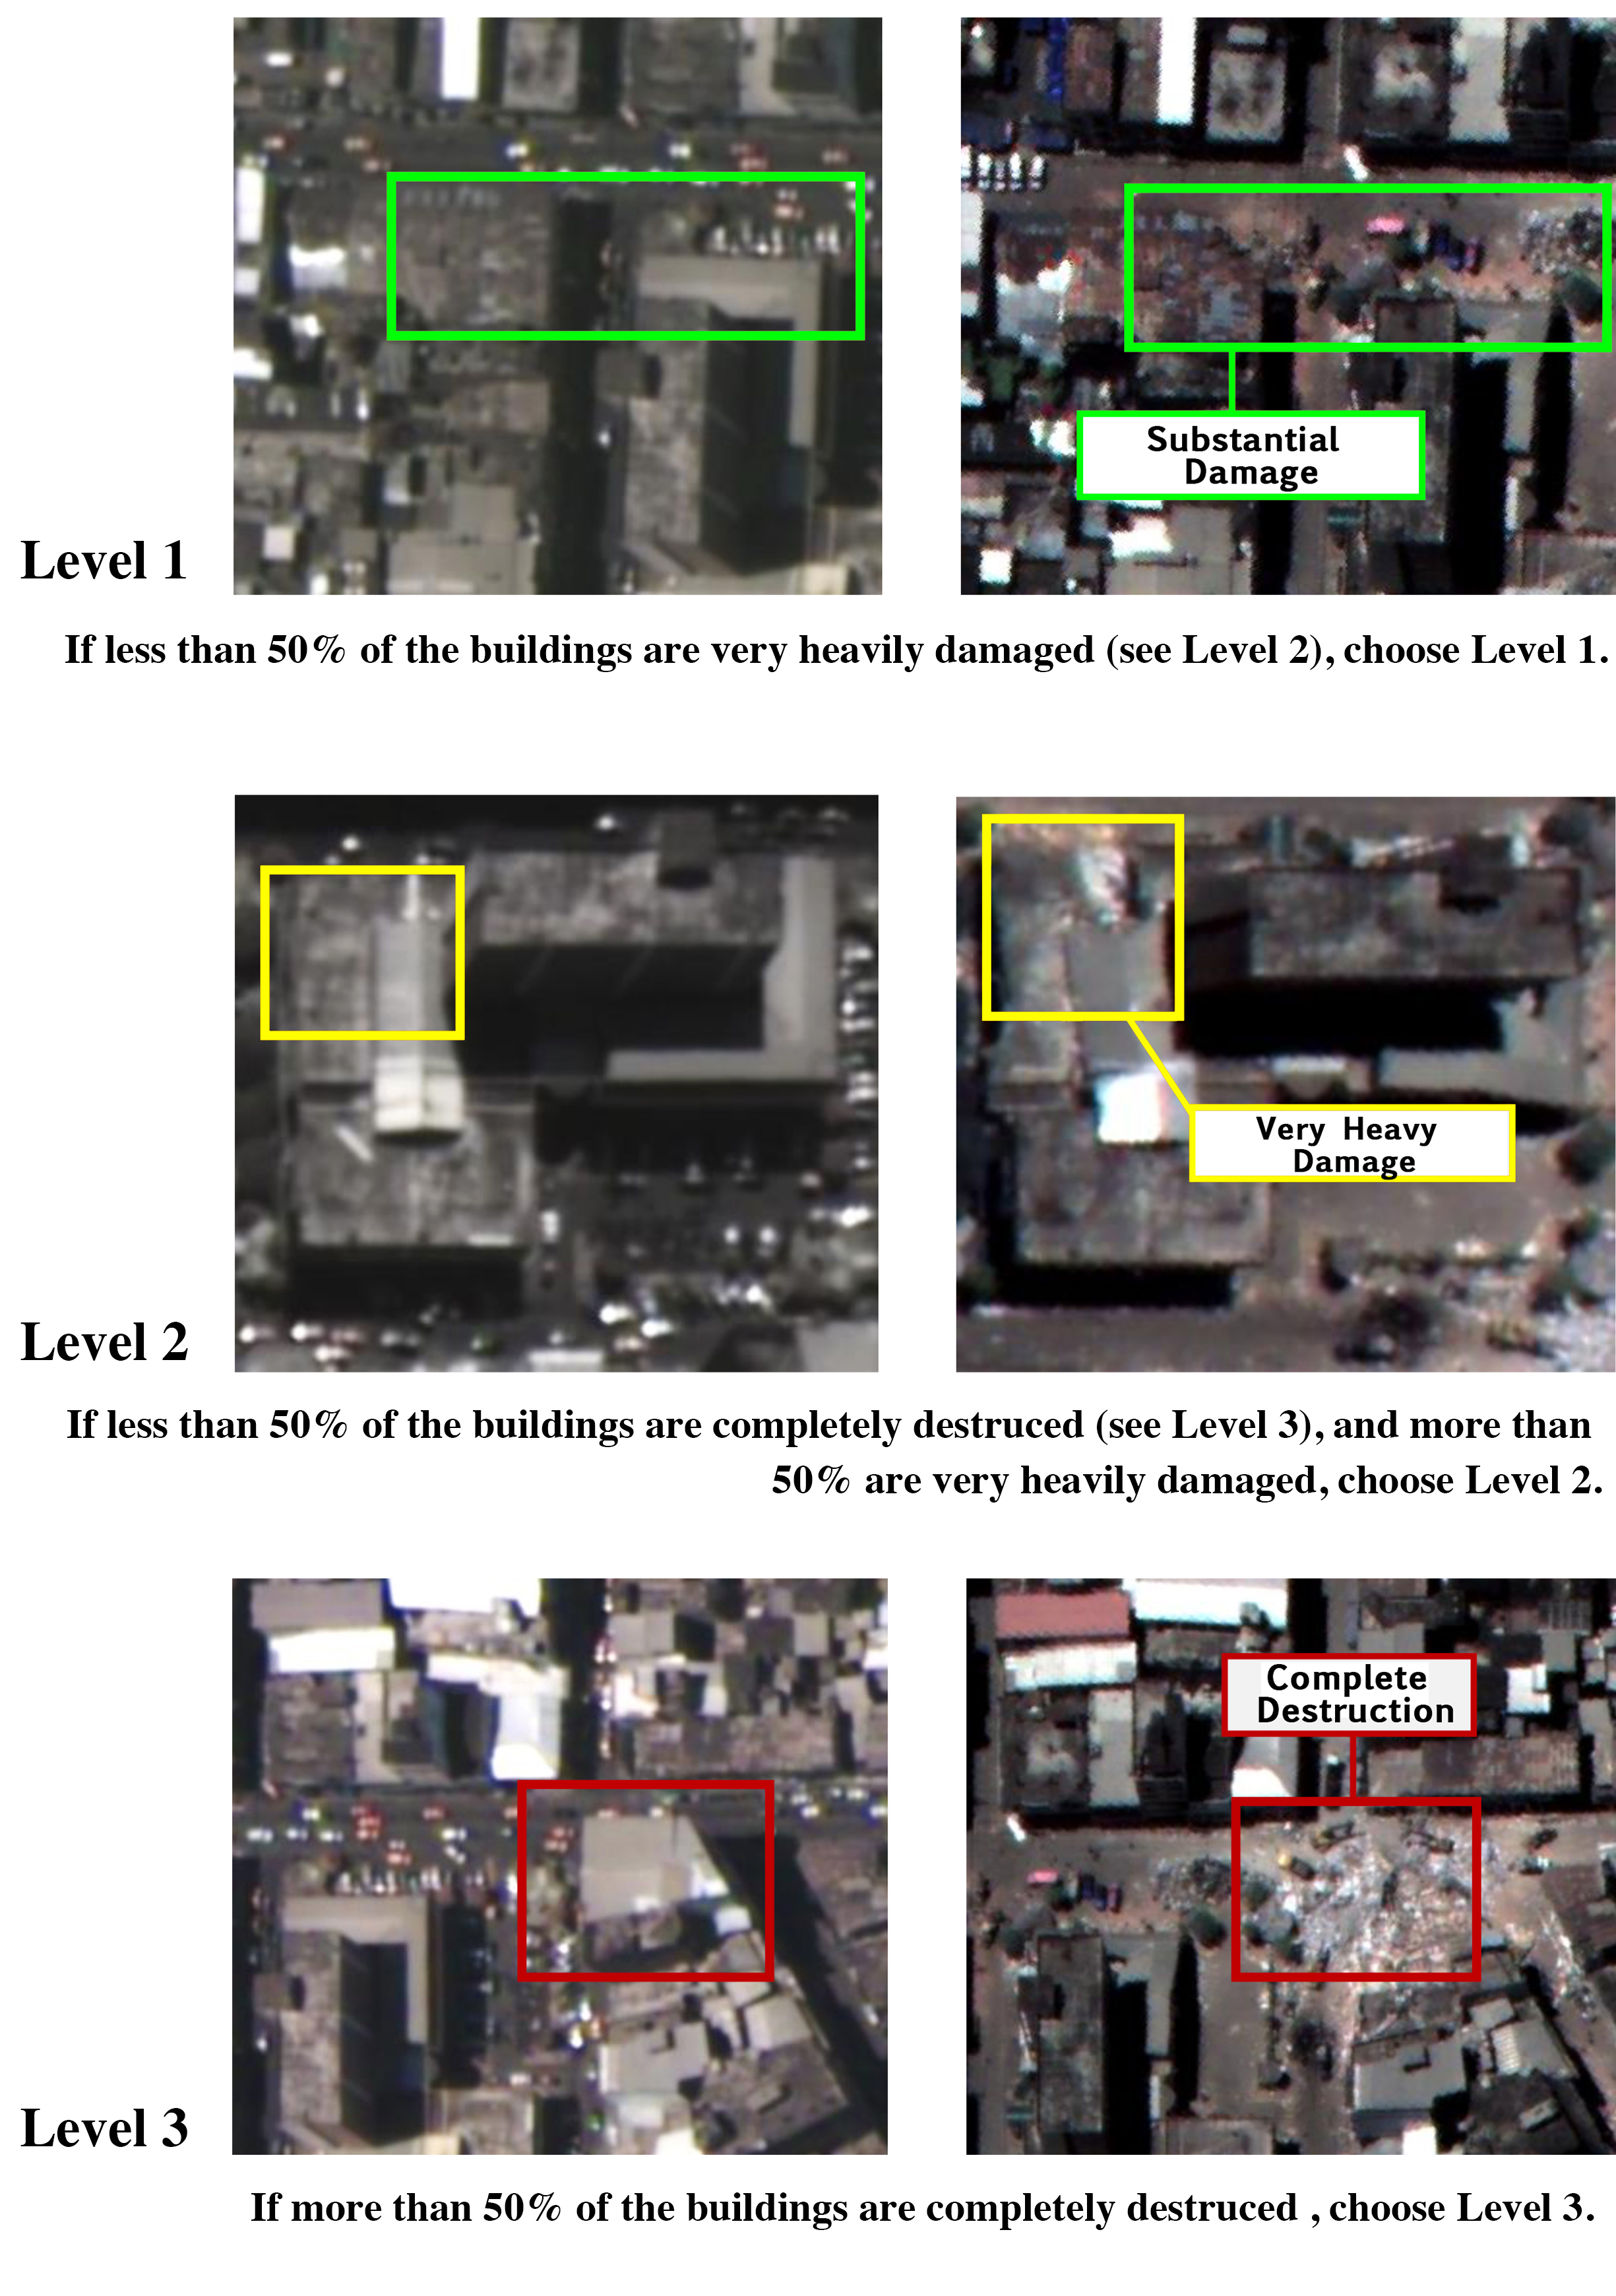 Substantial
Damage
Level 1
If less than 50% of the buildings are very heavily damaged (see Level 2), choose Level 1.
Very Heavy
Damage
Level 2
If less than 50% of the buildings are completely destruced (see Level 3), and more than
50% are very heavily damaged, choose Level 2.
Complete
Destruction
Level 3
If more than 50% of the buildings are completely destruced , choose Level 3.